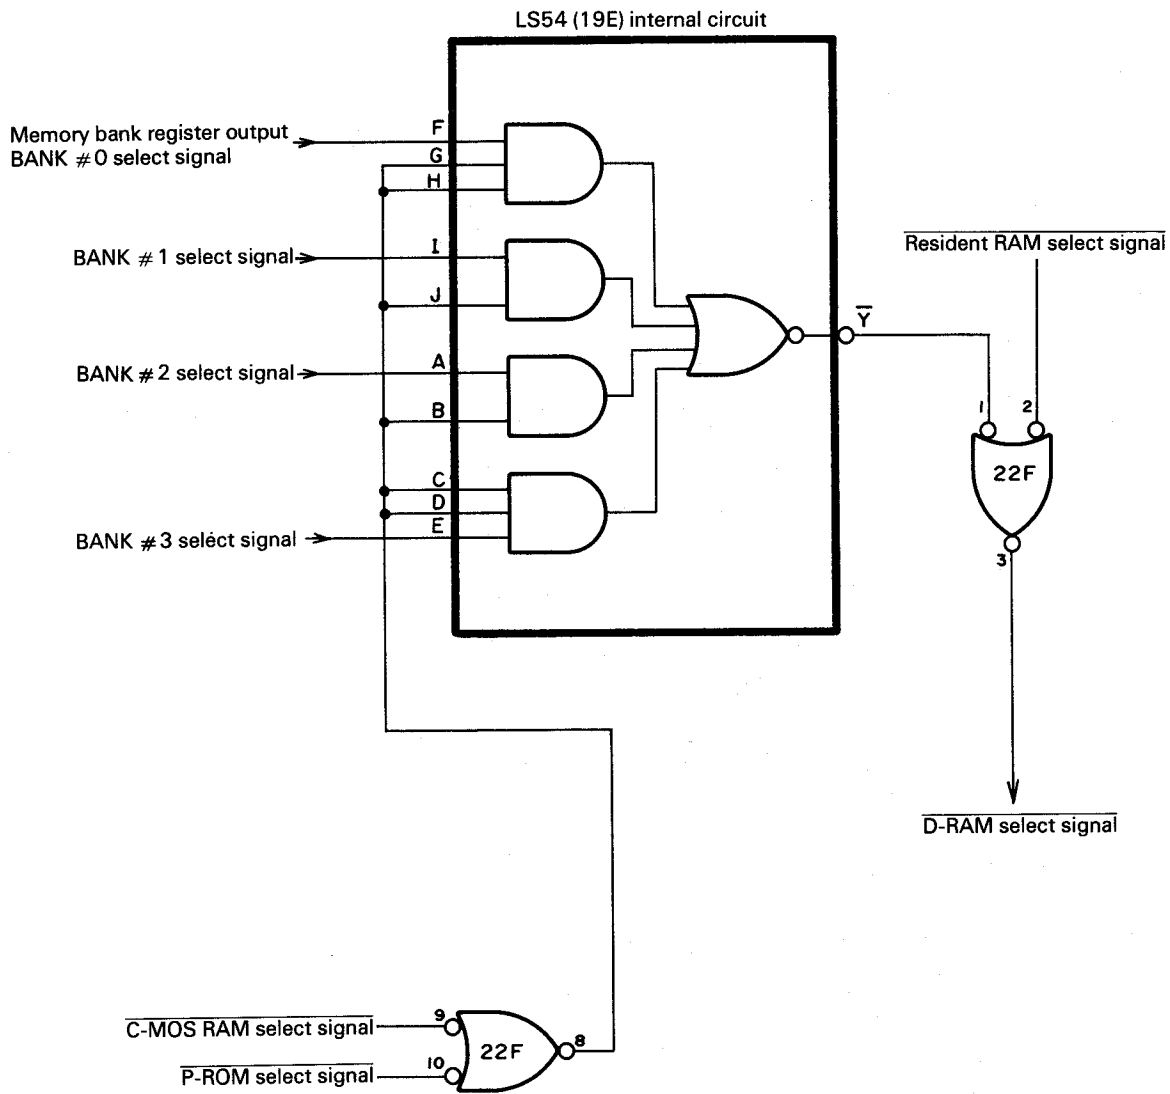 LS54 (19E) internal circuit
Memory bank register output
BANK #0 select signal
F
G
H
BANK #1 select signal
I
J
BANK #2 select signal
A
B
C
D
E
BANK #3 select signal
Y
Resident RAM select signal
1
2
22F
3
D-RAM select signal
C-MOS RAM select signal
9
P-ROM select signal
10
22F
8